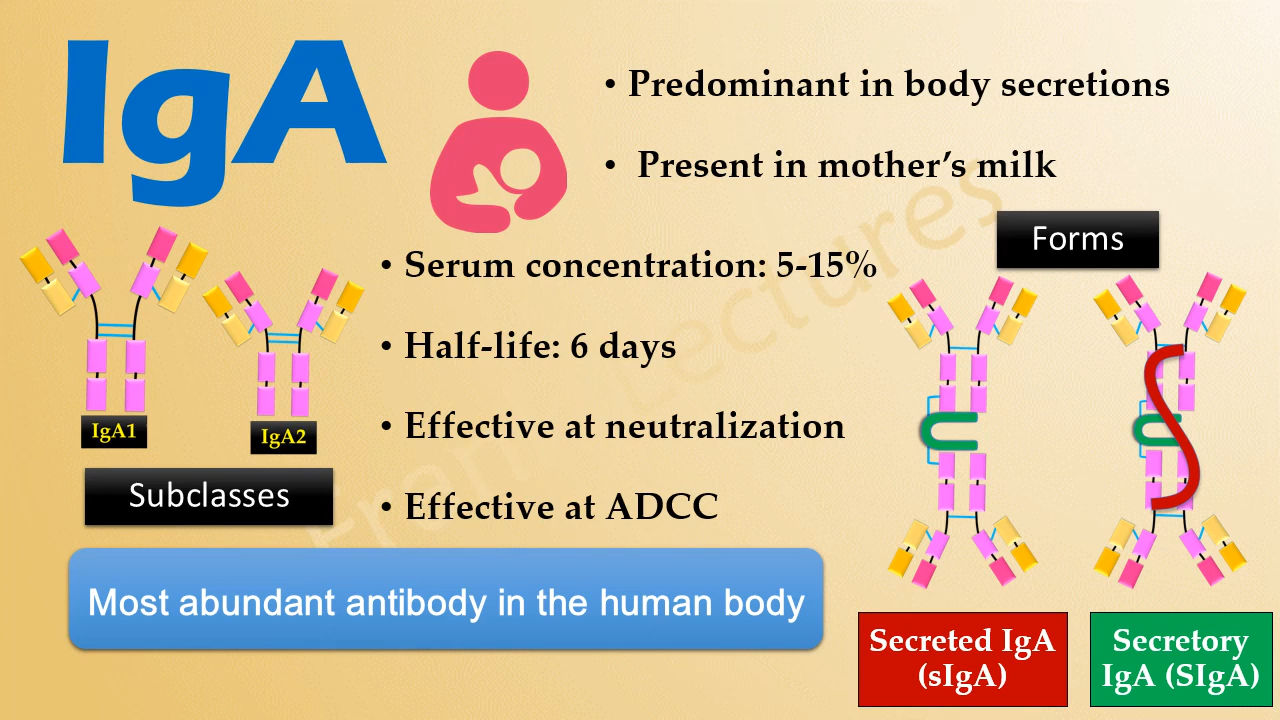 IgA
• Predominant in body secretions
• Present in mother’s milk
• Serum concentration: 5-15%
• Half-life: 6 days
• Effective at neutralization
• Effective at ADCC
IgA1
IgA2
Subclasses
Most abundant antibody in the human body
Forms
Secreted IgA
(sIgA)
Secretory
IgA (SIgA)
Lectures